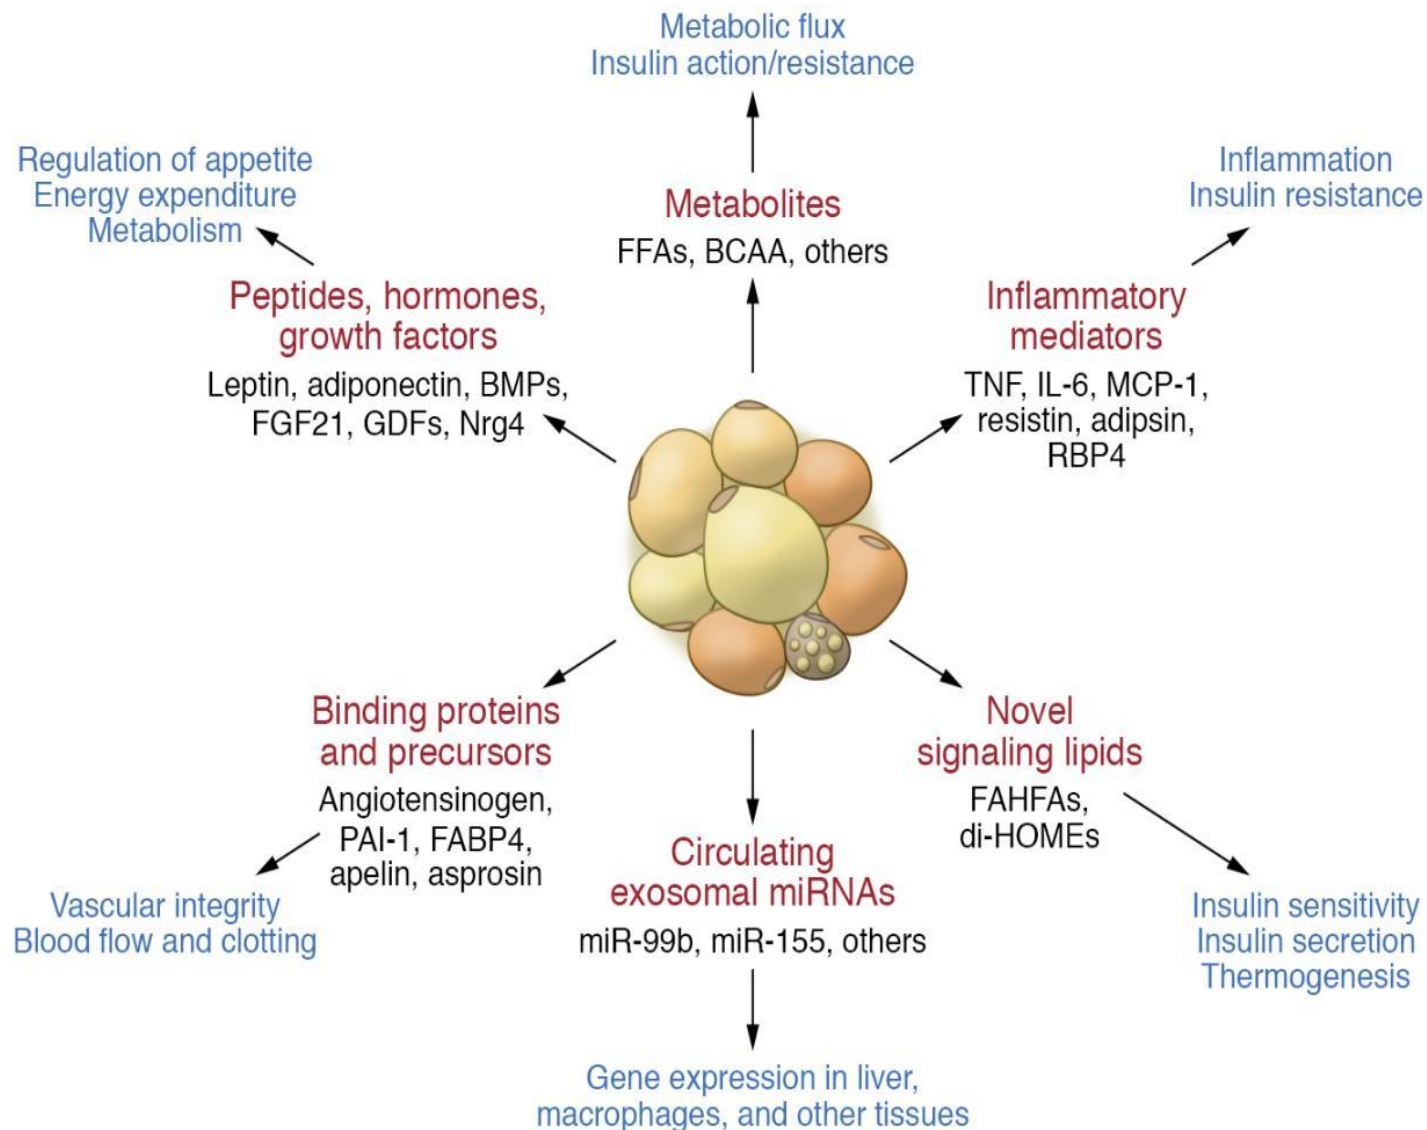 Metabolic flux
Insulin action/resistance
Regulation of appetite
Energy expenditure
Metabolism
Inflammation
Insulin resistance
Metabolites
FFAs, BCAA, others
Peptides, hormones,
growth factors
Leptin, adiponectin, BMPs,
FGF21, GDFs, Nrg4
Inflammatory
mediators
TNF, IL-6, MCP-1,
resistin, adipsin,
RBP4
Binding proteins
and precursors
Angiotensinogen,
PAI-1, FABP4,
apelin, asprosin
Vascular integrity
Blood flow and clotting
Circulating
exosomal miRNAs
miR-99b, miR-155, others
Gene expression in liver,
macrophages, and other tissues
Novel
signaling lipids
FAHFAs,
di-HOMEs
Insulin sensitivity
Insulin secretion
Thermogenesis